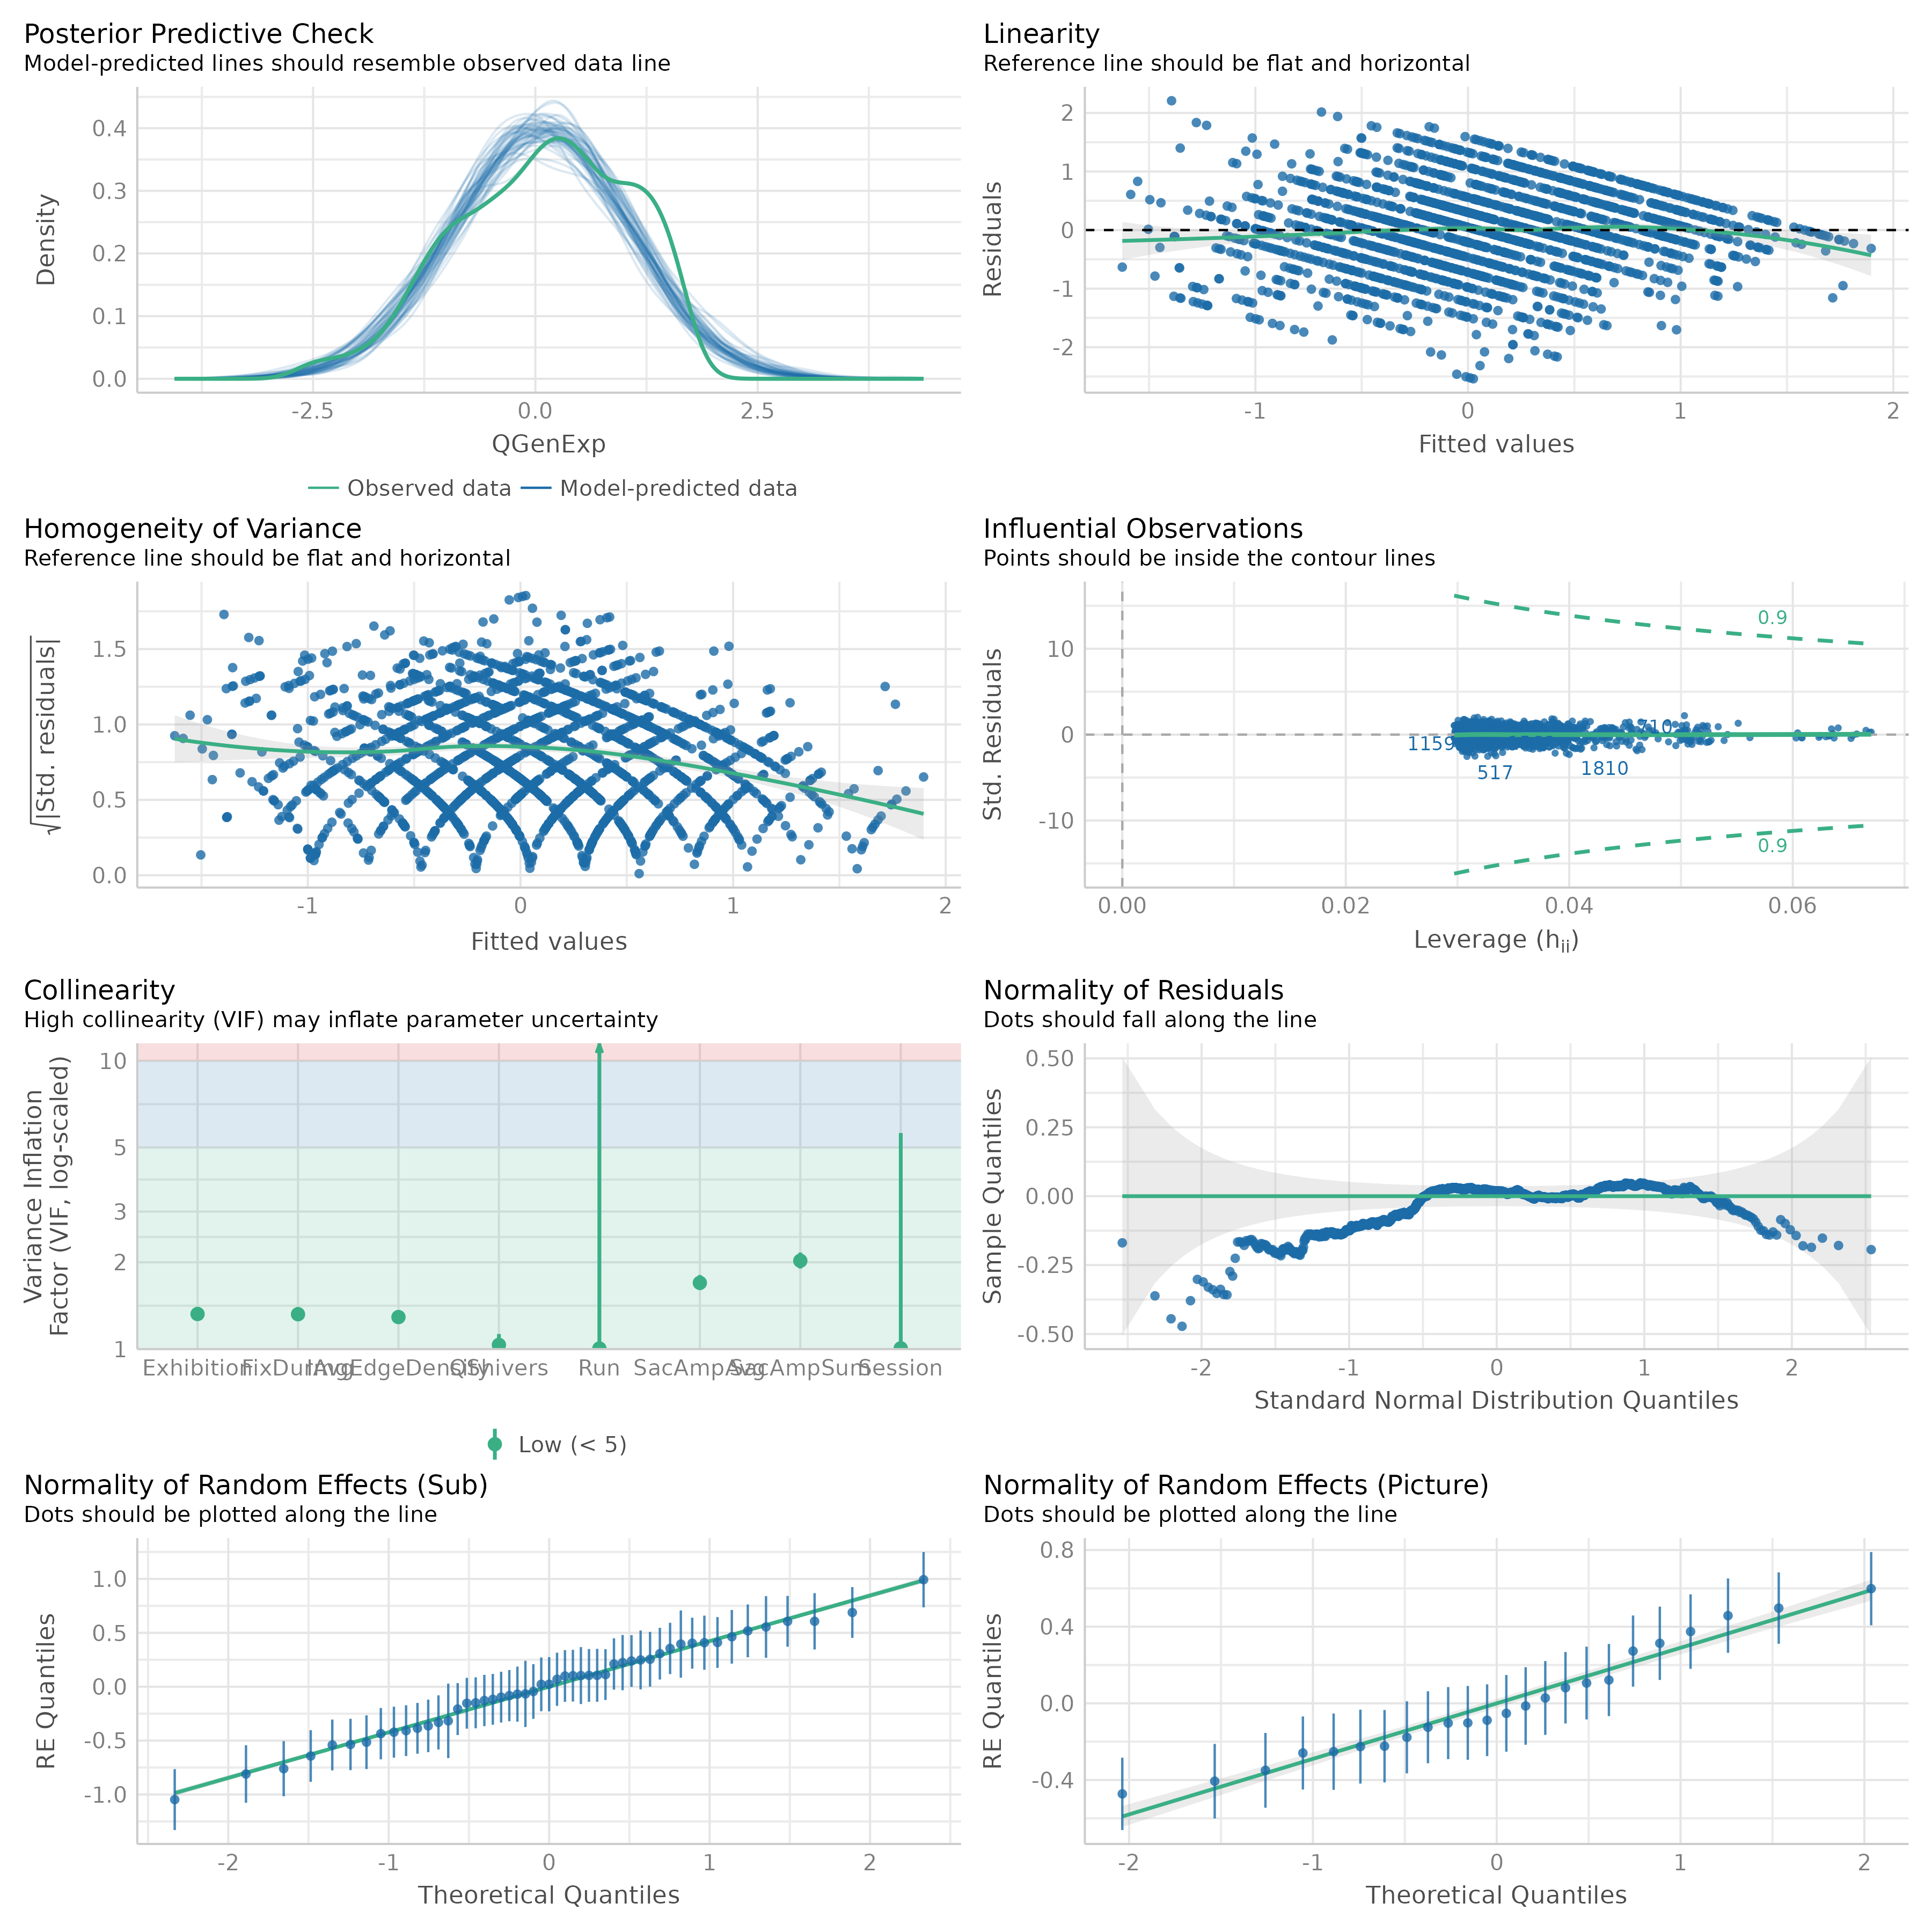 Posterior Predictive Check
Model-predicted lines should resemble observed data line
Density
0.4
0.3
0.2
0.1
0.0
-2.5
0.0
2.5
QGenExp
Observed data
Model-predicted data
Linearity
Reference line should be flat and horizontal
Residuals
2
1
0
-1
-2
-1
0
1
2
Fitted values
Homogeneity of Variance
Reference line should be flat and horizontal
√|Std. residuals|
1.5
1.0
0.5
0.0
-1
0
1
2
Fitted values
Influential Observations
Points should be inside the contour lines
Std. Residuals
10
0
-10
0.9
710
1159
517
1810
0.9
0.00
0.02
0.04
0.06
Leverage (hii)
Collinearity
High collinearity (VIF) may inflate parameter uncertainty
Variance Inflation
Factor (VIF, log-scaled)
10
5
3
2
1
Exhibition
FixDurAvg
ImgEdgeDensity
QShivers
Run
SacAmpAvg
SacAmpSum
Session
Low (< 5)
Normality of Residuals
Dots should fall along the line
Sample Quantiles
0.50
0.25
0.00
-0.25
-0.50
-2
-1
0
1
2
Standard Normal Distribution Quantiles
Normality of Random Effects (Sub)
Dots should be plotted along the line
RE Quantiles
1.0
0.5
0.0
-0.5
-1.0
-2
-1
0
1
2
Theoretical Quantiles
Normality of Random Effects (Picture)
Dots should be plotted along the line
RE Quantiles
0.8
0.4
0.0
-0.4
-2
-1
0
1
2
Theoretical Quantiles